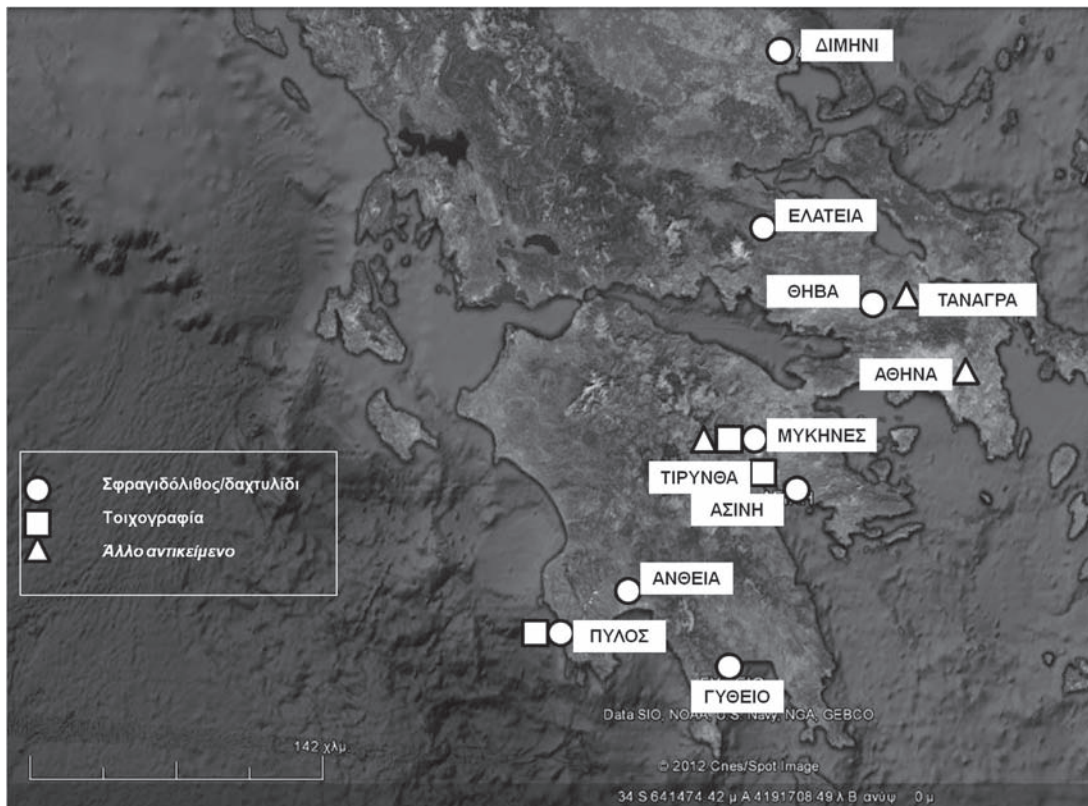 ΔΙΜΗΝΙ
ΕΛΑΤΕΙΑ
ΘΗΒΑ
ΤΑΝΑΓΡΑ
ΑΘΗΝΑ
ΜΥΚΗΝΕΣ
ΤΙΡΥΝΘΑ
ΑΣΙΝΗ
Σφραγιδόλιθος/δαχτυλίδι
Τοιχογραφία
Άλλο αντικείμενο
ΑΝΘΕΙΑ
ΠΥΛΟΣ
ΓΥΘΕΙΟ
Data SIO, NOAA, U.S. Navy, NGA, GEBCO
142 χλμ.
© 2012 Cnes/Spot Image
34 S 641474 42 μ Α 4191708 49 λ Β ανύψ 0 μ